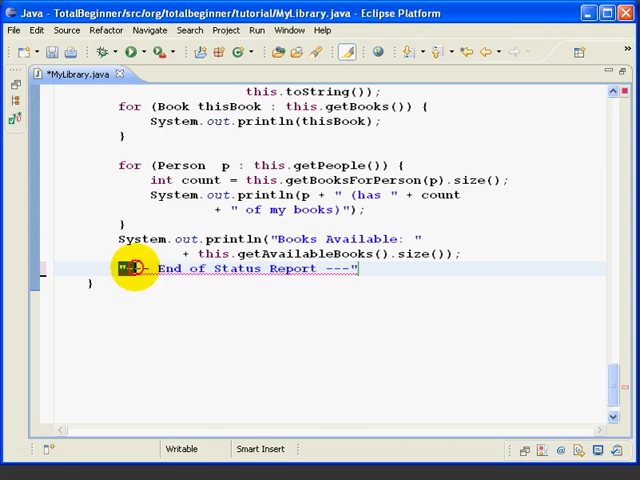 Java - TotalBeginner/src/org/totalbeginner/tutorial/MyLibrary.java - Eclipse Platform
File Edit Source Refactor Navigate Search Project Run Window Help
*MyLibrary.java
this.toString());
for (Book thisBook : this.getBooks()) {
System.out.println(thisBook);
}
for (Person p : this.getPeople()) {
int count = this.getBooksForPerson(p).size();
System.out.println(p + " (has " + count
+ " of my books)");
}
System.out.println("Books Available: "
+ this.getAvailableBooks().size());
"--- End of Status Report ---"
}
Writable Smart Insert